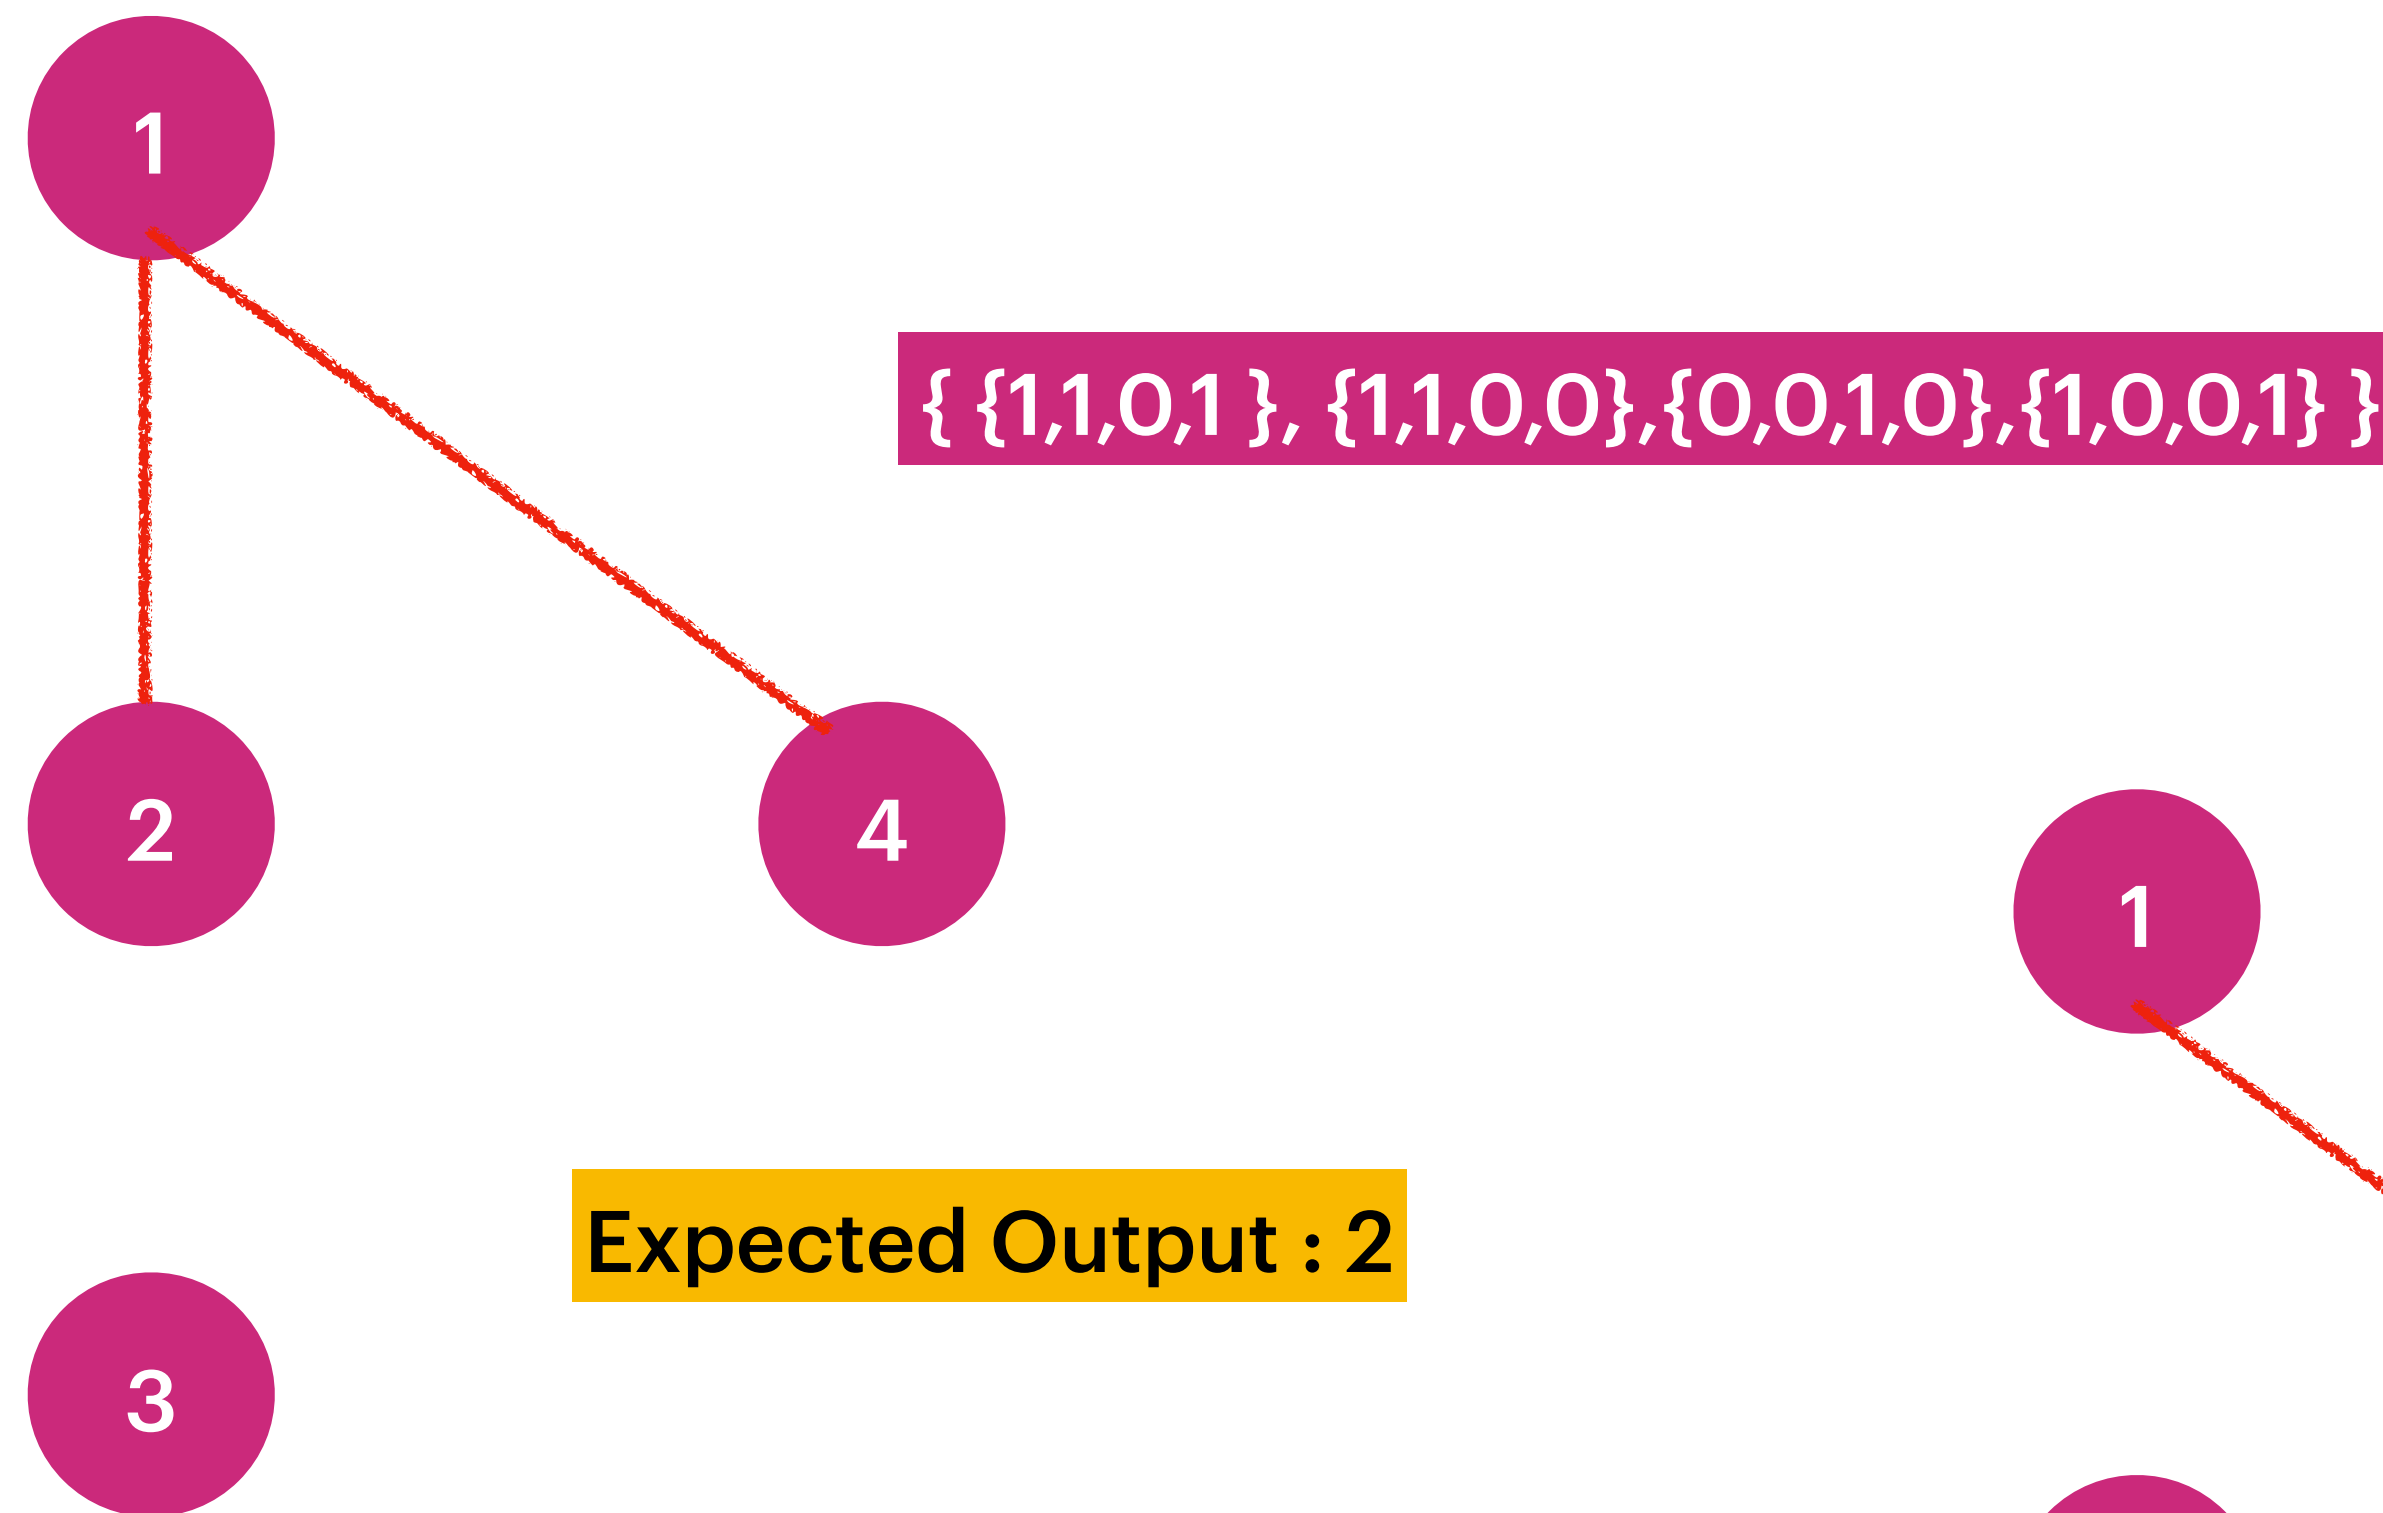 1
{ {1,1,0,1 } , {1,1,0,0},{0,0,1,0},{1,0,0,1} }
2
4
1
Expected Output : 2
3